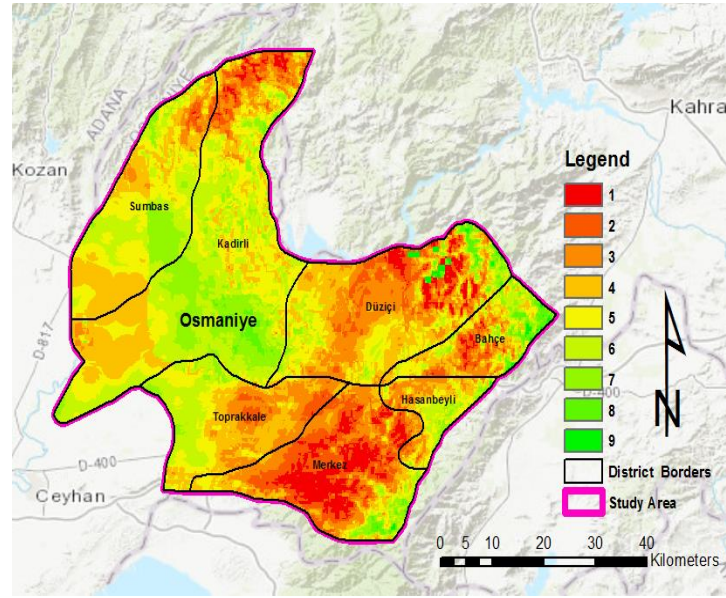 ADANA
Kozan
Kahra
Legend
1
2
3
4
5
6
7
8
9
District Borders
Study Area
Sumbas
Kadirli
Düziçi
Osmaniye
Bahçe
Hasanbeyli
Toprakkale
Merkez
D-817
D-400
D-400
Ceyhan
N
0 5 10 20 30 40
Kilometers